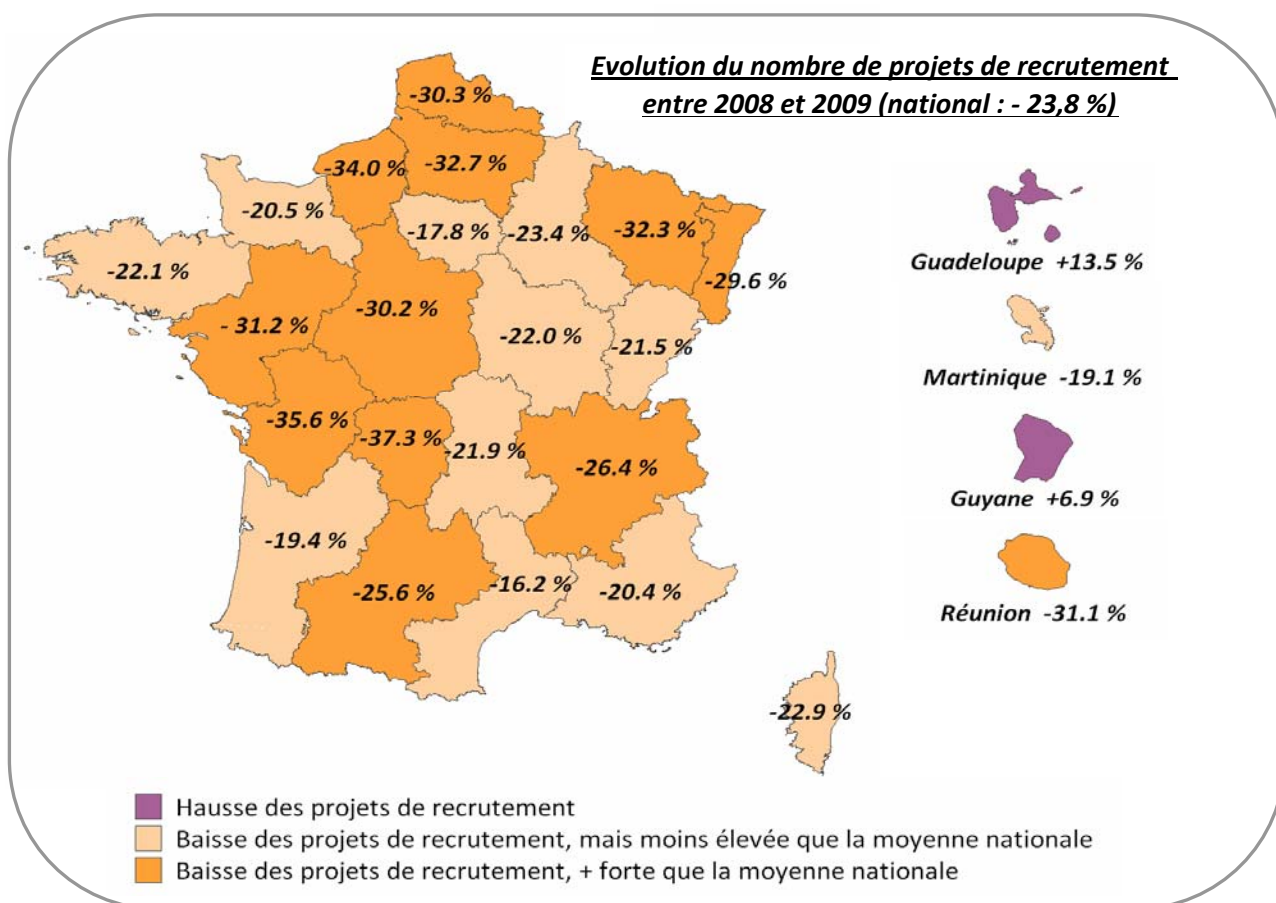 Evolution du nombre de projets de recrutement
entre 2008 et 2009 (national : - 23,8 %)
-30.3 %
-34.0 %
-32.7 %
-20.5 %
-17.8 %
-23.4 %
-32.3 %
-29.6 %
-22.1 %
- 31.2 %
-30.2 %
-22.0 %
-21.5 %
-35.6 %
-37.3 %
-21.9 %
-26.4 %
-19.4 %
-25.6 %
-16.2 %
-20.4 %
-22.9 %
Guadeloupe +13.5 %
Martinique -19.1 %
Guyane +6.9 %
Réunion -31.1 %
Hausse des projets de recrutement
Baisse des projets de recrutement, mais moins élevée que la moyenne nationale
Baisse des projets de recrutement, + forte que la moyenne nationale